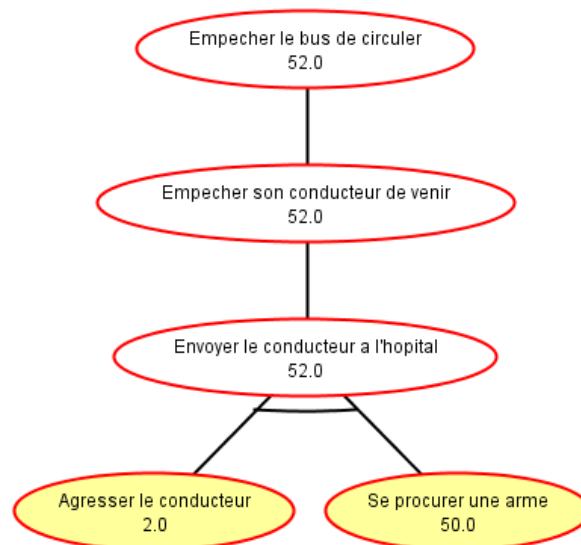 Empecher le bus de circuler
52.0
Empecher son conducteur de venir
52.0
Envoyer le conducteur a l'hopital
52.0
Agresser le conducteur
2.0
Se procurer une arme
50.0